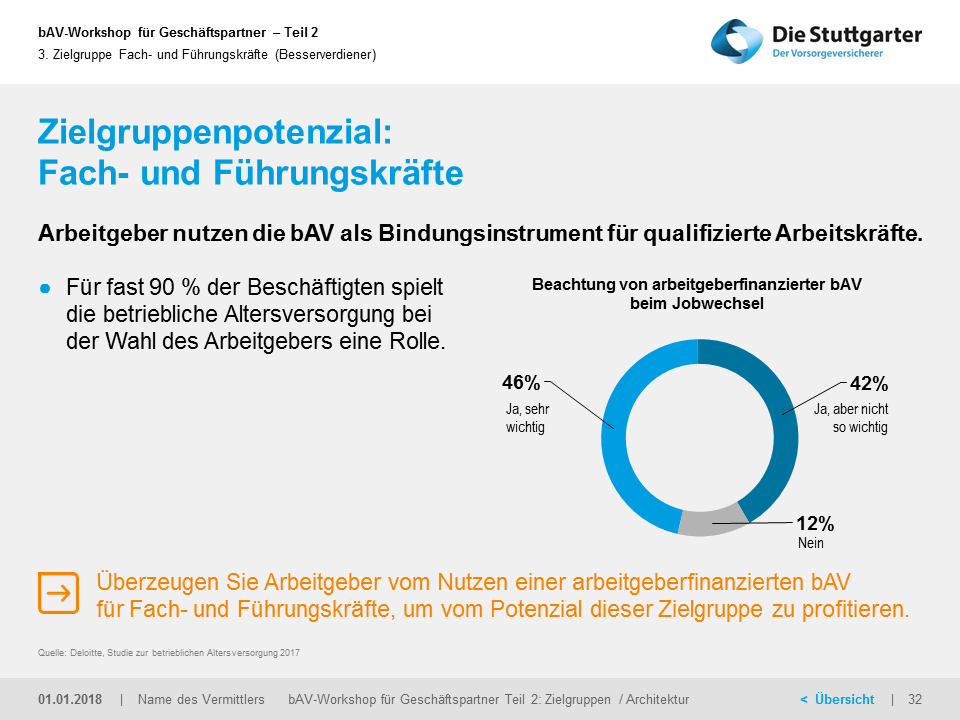 bAV-Workshop für Geschäftspartner – Teil 2
3. Zielgruppe Fach- und Führungskräfte (Besserverdiener)
Die Stuttgarter
Der Vorsorgeversicherer
Zielgruppenpotenzial:
Fach- und Führungskräfte
Arbeitgeber nutzen die bAV als Bindungsinstrument für qualifizierte Arbeitskräfte.
● Für fast 90 % der Beschäftigten spielt
die betriebliche Altersversorgung bei
der Wahl des Arbeitgebers eine Rolle.
Beachtung von arbeitgeberfinanzierter bAV
beim Jobwechsel
46%
Ja, sehr
wichtig
42%
Ja, aber nicht
so wichtig
12%
Nein
Überzeugen Sie Arbeitgeber vom Nutzen einer arbeitgeberfinanzierten bAV
für Fach- und Führungskräfte, um vom Potenzial dieser Zielgruppe zu profitieren.
Quelle: Deloitte, Studie zur betrieblichen Altersversorgung 2017
01.01.2018 | Name des Vermittlers bAV-Workshop für Geschäftspartner Teil 2: Zielgruppen / Architektur < Übersicht | 32